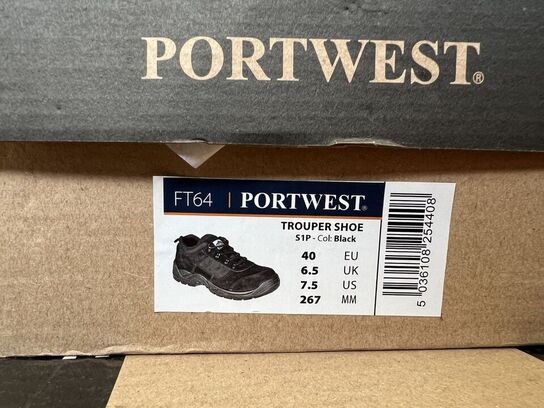 PORTWEST®
FT64 | PORTWEST®
TROUPER SHOE
S1P - Col: Black
40 EU
6.5 UK
7.5 US
267 MM
5 036108 254408